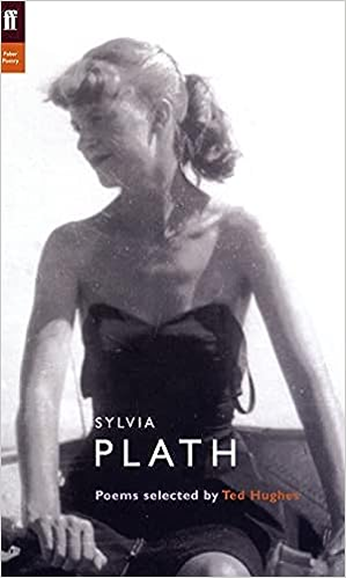 ff
Faber
Poetry
SYLVIA
PLATH
Poems selected by Ted Hughes